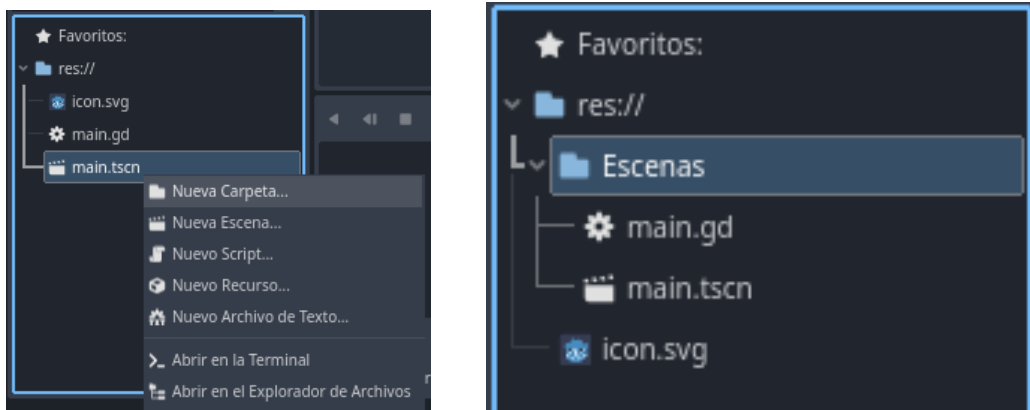 Favoritos:
res://
icon.svg
main.gd
main.tscn
Nueva Carpeta...
Nueva Escena...
Nuevo Script...
Nuevo Recurso...
Nuevo Archivo de Texto...
Abrir en la Terminal
Abrir en el Explorador de Archivos
Favoritos:
res://
Escenas
main.gd
main.tscn
icon.svg